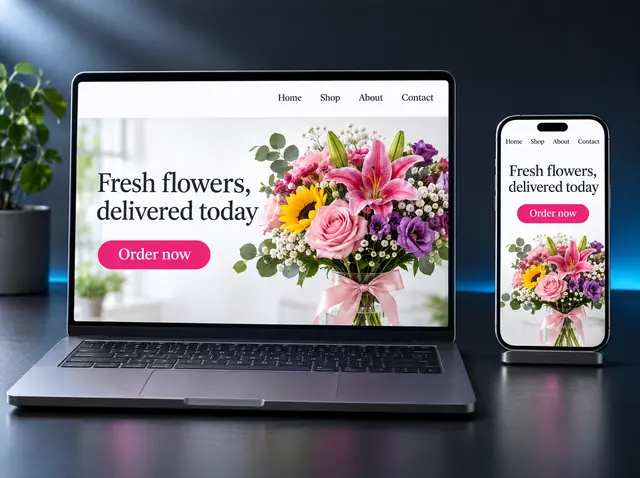 Home Shop About Contact
Fresh flowers,
delivered today
Order now
Home Shop About Contact
Fresh flowers,
delivered today
Order now